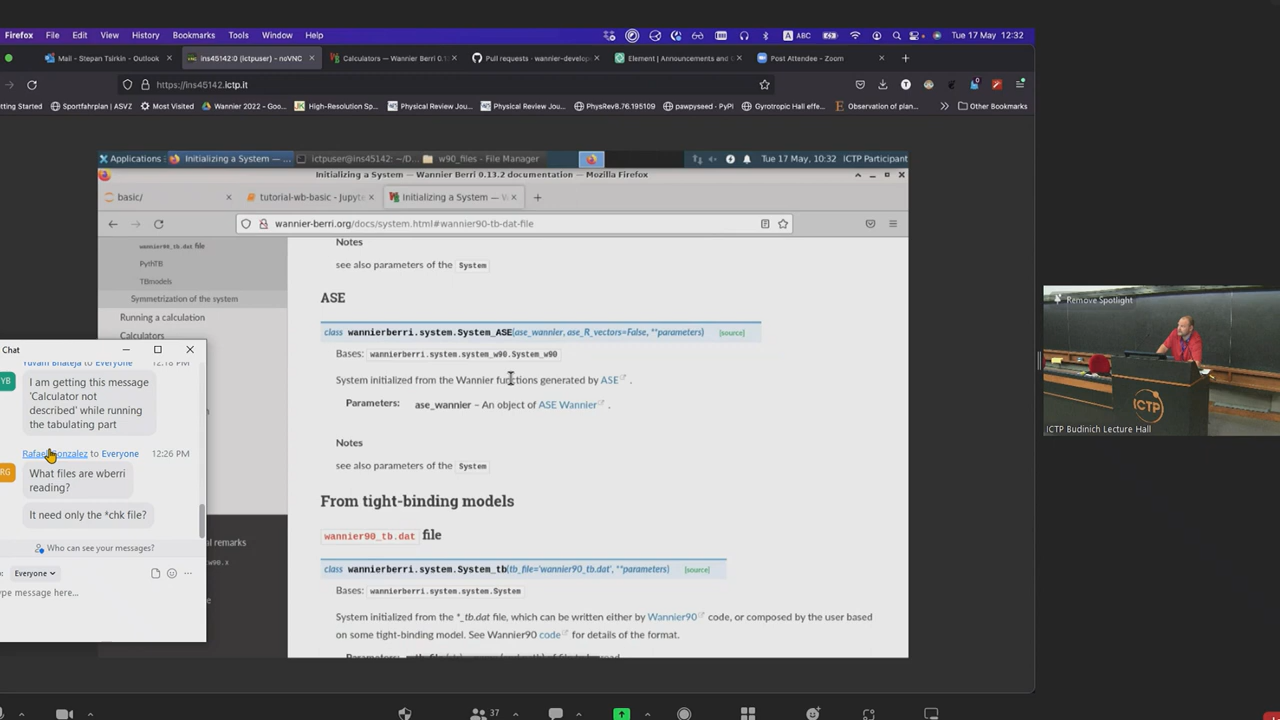 Firefox File Edit View History Bookmarks Tools Window Help ABC Tue 17 May 12:32
Mail - Stepan Tsirkin - Outlook × ins45142:0 (ictpuser) - noVNC × Calculators — Wannier Berri 0.1 × Pull requests · wannier-develop × Element | Announcements and × Post Attendee - Zoom × +
https://ins45142.ictp.it
tting Started Sportfahrplan | ASVZ Most Visited Wannier 2022 - Goo... High-Resolution Sp... Physical Review Jou... Physical Review Jou... PhysRevB.76.195109 pawpyseed - PyPI Gyrotropic Hall effe... Observation of plan... Other Bookmarks
Applications Initializing a System — ... ictpuser@ins45142: ~/D... w90_files - File Manager Tue 17 May, 10:32 ICTP Participant
Initializing a System — Wannier Berri 0.13.2 documentation — Mozilla Firefox
basic/ × tutorial-wb-basic - Jupyte × Initializing a System — W × +
wannier-berri.org/docs/system.html#wannier90-tb-dat-file
wannier90_tb.dat file
PythTB
TBmodels
Symmetrization of the system
Running a calculation
Calculators
Notes
see also parameters of the System
ASE
class wannierberri.system.System_ASE(ase_wannier, ase_R_vectors=False, **parameters) [source]
Bases: wannierberri.system.system_w90.System_w90
System initialized from the Wannier functions generated by ASE .
Parameters: ase_wannier – An object of ASE Wannier .
Notes
see also parameters of the System
From tight-binding models
wannier90_tb.dat file
class wannierberri.system.System_tb(tb_file='wannier90_tb.dat', **parameters) [source]
Bases: wannierberri.system.system.System
System initialized from the *_tb.dat file, which can be written either by Wannier90 code, or composed by the user based
on some tight-binding model. See Wannier90 code for details of the format.
Chat
Yuvam Bhateja to Everyone 12:18 PM
YB
I am getting this message
'Calculator not
described' while running
the tabulating part
Rafael Gonzalez to Everyone 12:26 PM
RG
What files are wberri
reading?
It need only the *chk file?
Who can see your messages?
Everyone
ype message here...
al remarks
w90.x
Remove Spotlight
ICTP
ICTP Budinich Lecture Hall
37